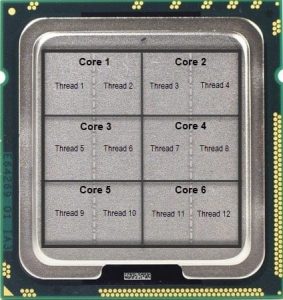 Core 1
Core 2
Thread 1
Thread 2
Thread 3
Thread 4
Core 3
Core 4
Thread 5
Thread 6
Thread 7
Thread 8
Core 5
Core 6
Thread 9
Thread 10
Thread 11
Thread 12